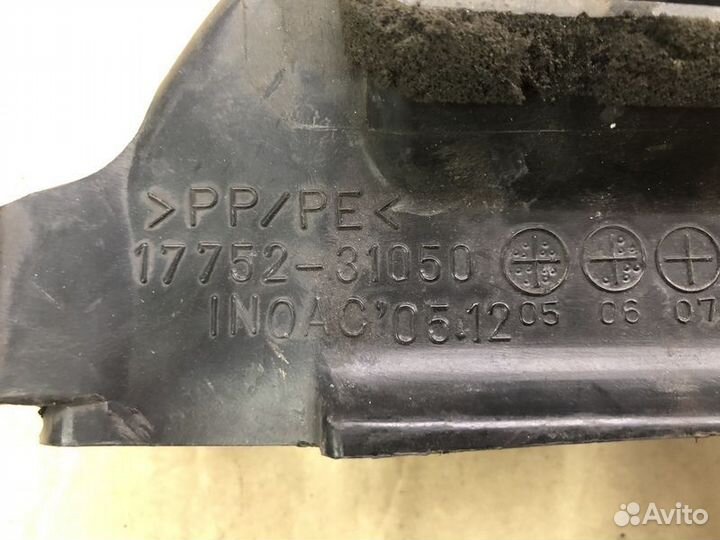 >PP/PE<
17752-31050
INOAC'05.12 05 06 07
Avito